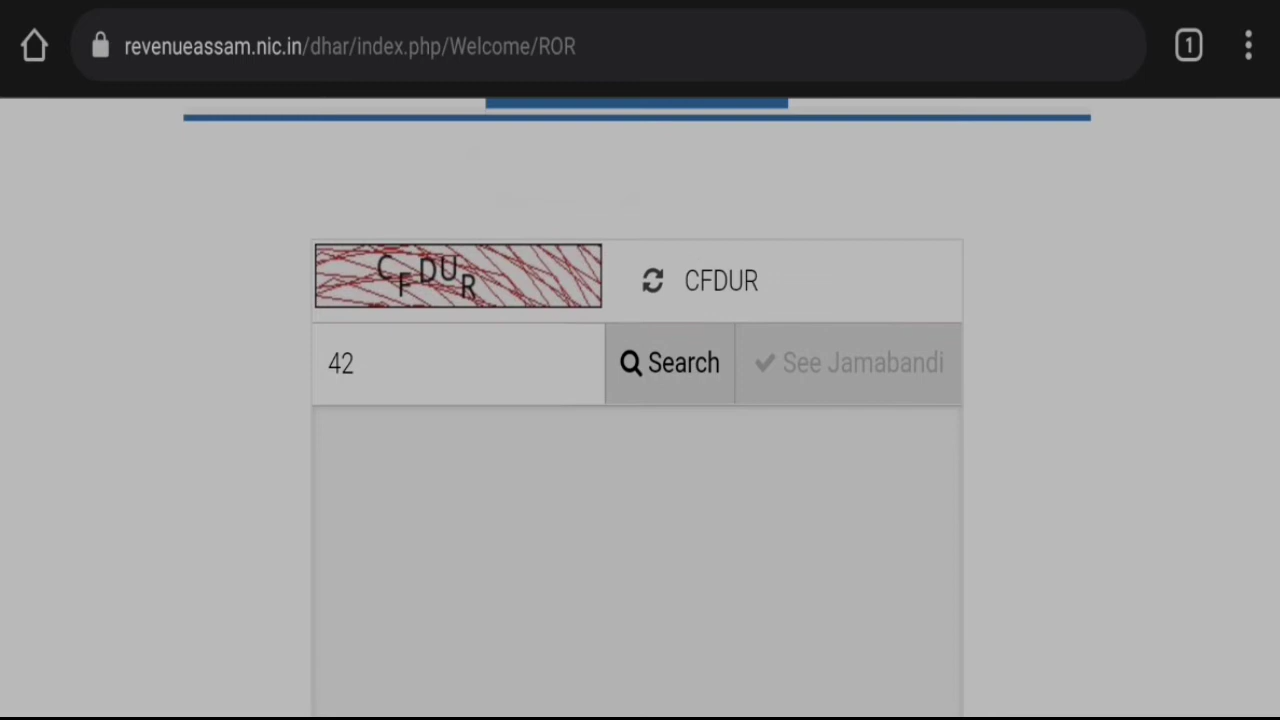 revenueassam.nic.in/dhar/index.php/Welcome/ROR
1
CFDUR
CFDUR
42
Search
See Jamabandi